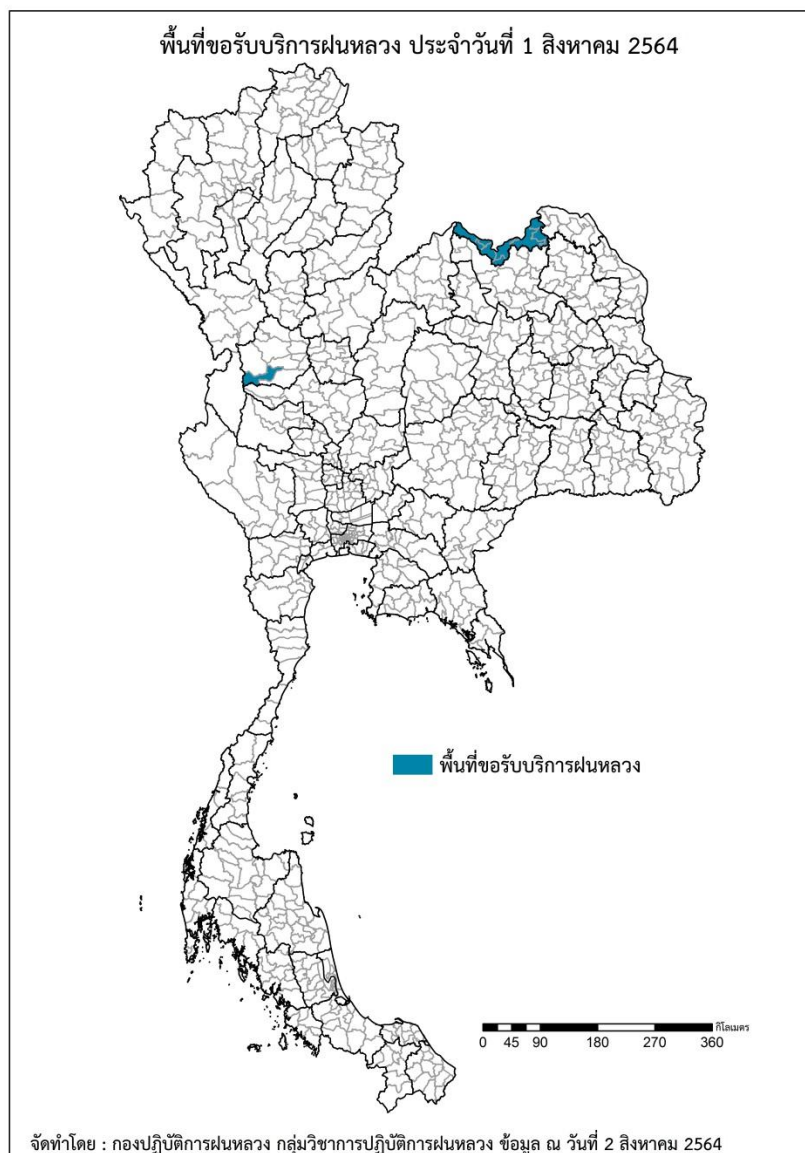 พื้นที่ขอรับบริการฝนหลวง ประจำวันที่ 1 สิงหาคม 2564
พื้นที่ขอรับบริการฝนหลวง
กิโลเมตร
0 45 90 180 270 360
จัดทำโดย : กองปฏิบัติการฝนหลวง กลุ่มวิชาการปฏิบัติการฝนหลวง ข้อมูล ณ วันที่ 2 สิงหาคม 2564